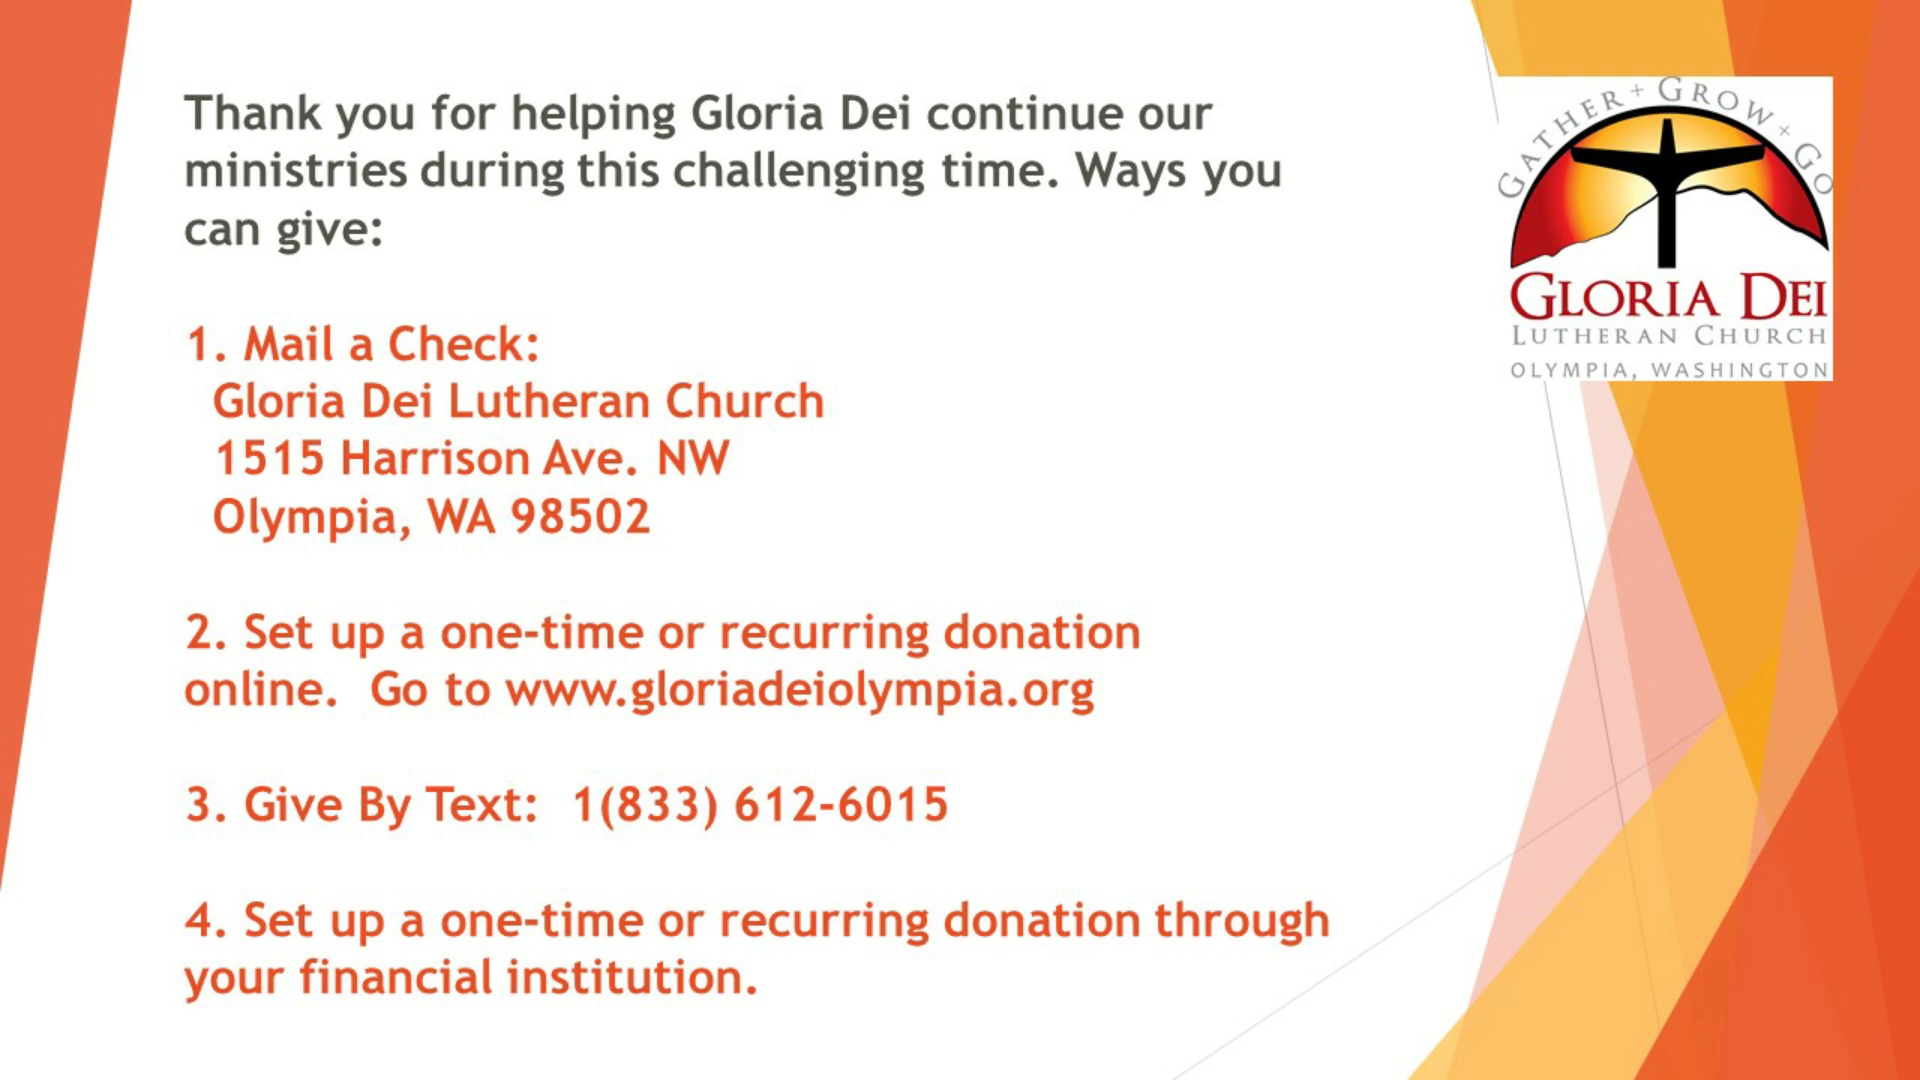 Thank you for helping Gloria Dei continue our
ministries during this challenging time. Ways you
can give:
1. Mail a Check:
Gloria Dei Lutheran Church
1515 Harrison Ave. NW
Olympia, WA 98502
2. Set up a one-time or recurring donation
online. Go to www.gloriadeiolympia.org
3. Give By Text: 1(833) 612-6015
4. Set up a one-time or recurring donation through
your financial institution.
GATHER + GROW + GO
GLORIA DEI
LUTHERAN CHURCH
OLYMPIA, WASHINGTON